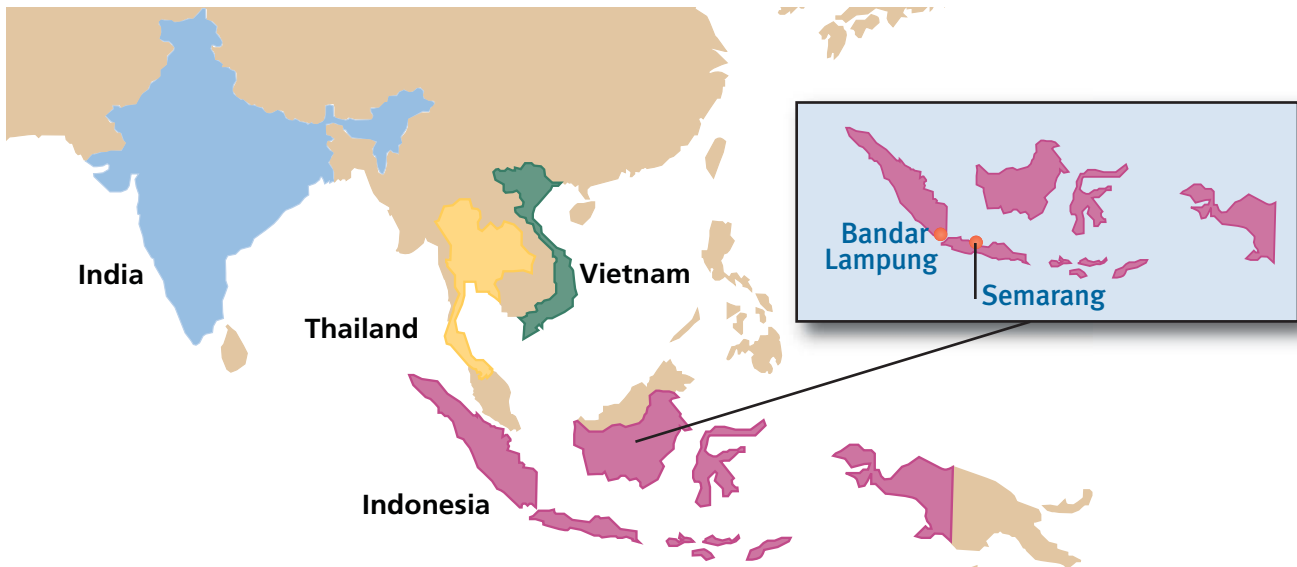 India
Thailand
Vietnam
Indonesia
Bandar
Lampung
Semarang